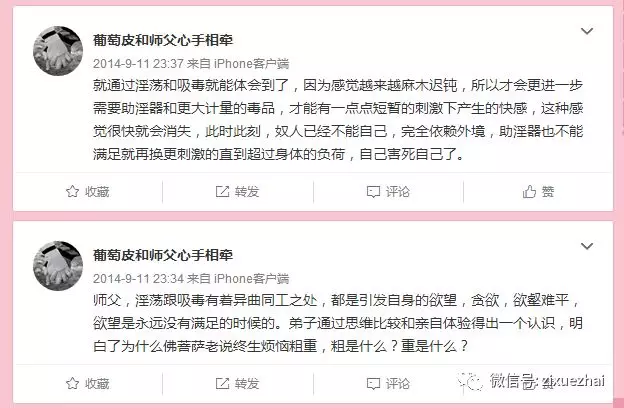 葡萄皮和师父心手相牵
2014-9-11 23:37 来自 iPhone客户端
就通过淫荡和吸毒就能体会到了，因为感觉越来越麻木迟钝，所以才会更进一步
需要助淫器和更大计量的毒品，才能有一点点短暂的刺激下产生的快感，这种感
觉很快就会消失，此时此刻，奴人已经不能自己，完全依赖外境，助淫器也不能
满足就再换更刺激的直到超过身体的负荷，自己害死自己了。
收藏 转发 评论 赞
葡萄皮和师父心手相牵
2014-9-11 23:34 来自 iPhone客户端
师父，淫荡跟吸毒有着异曲同工之处，都是引发自身的欲望，贪欲，欲壑难平，
欲望是永远没有满足的时候的。弟子通过思维比较和亲自体验得出一个认识，明
白了为什么佛菩萨老说终生烦恼粗重，粗是什么？重是什么？
收藏 转发 评论
微信号: zixuezhai